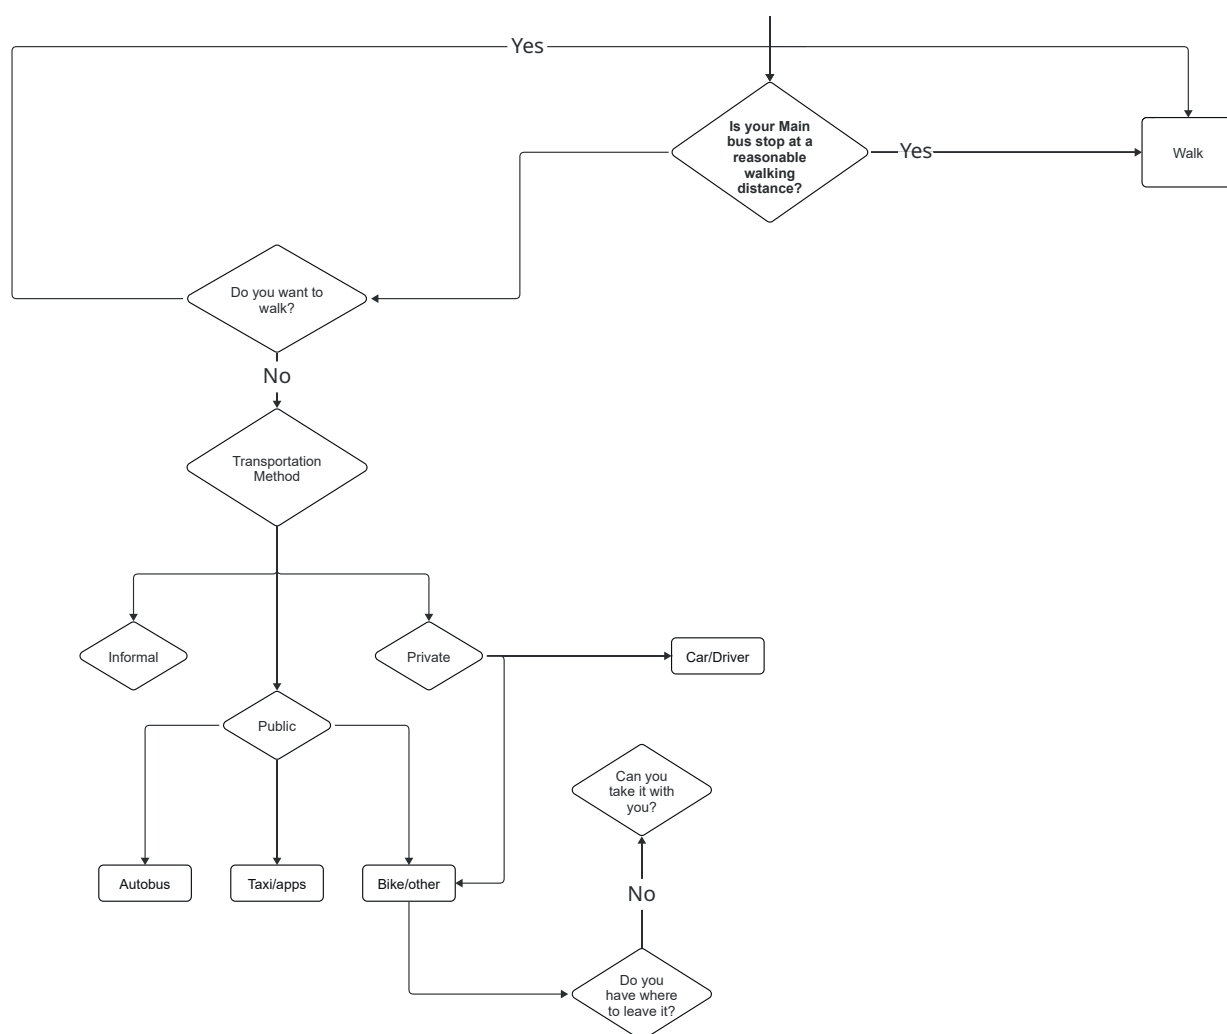 Yes
Is your Main
bus stop at a
reasonable
walking
distance?
Yes
Walk
Do you want to
walk?
No
Transportation
Method
Informal
Private
Car/Driver
Public
Can you
take it with
you?
Autobus
Taxi/apps
Bike/other
No
Do you
have where
to leave it?